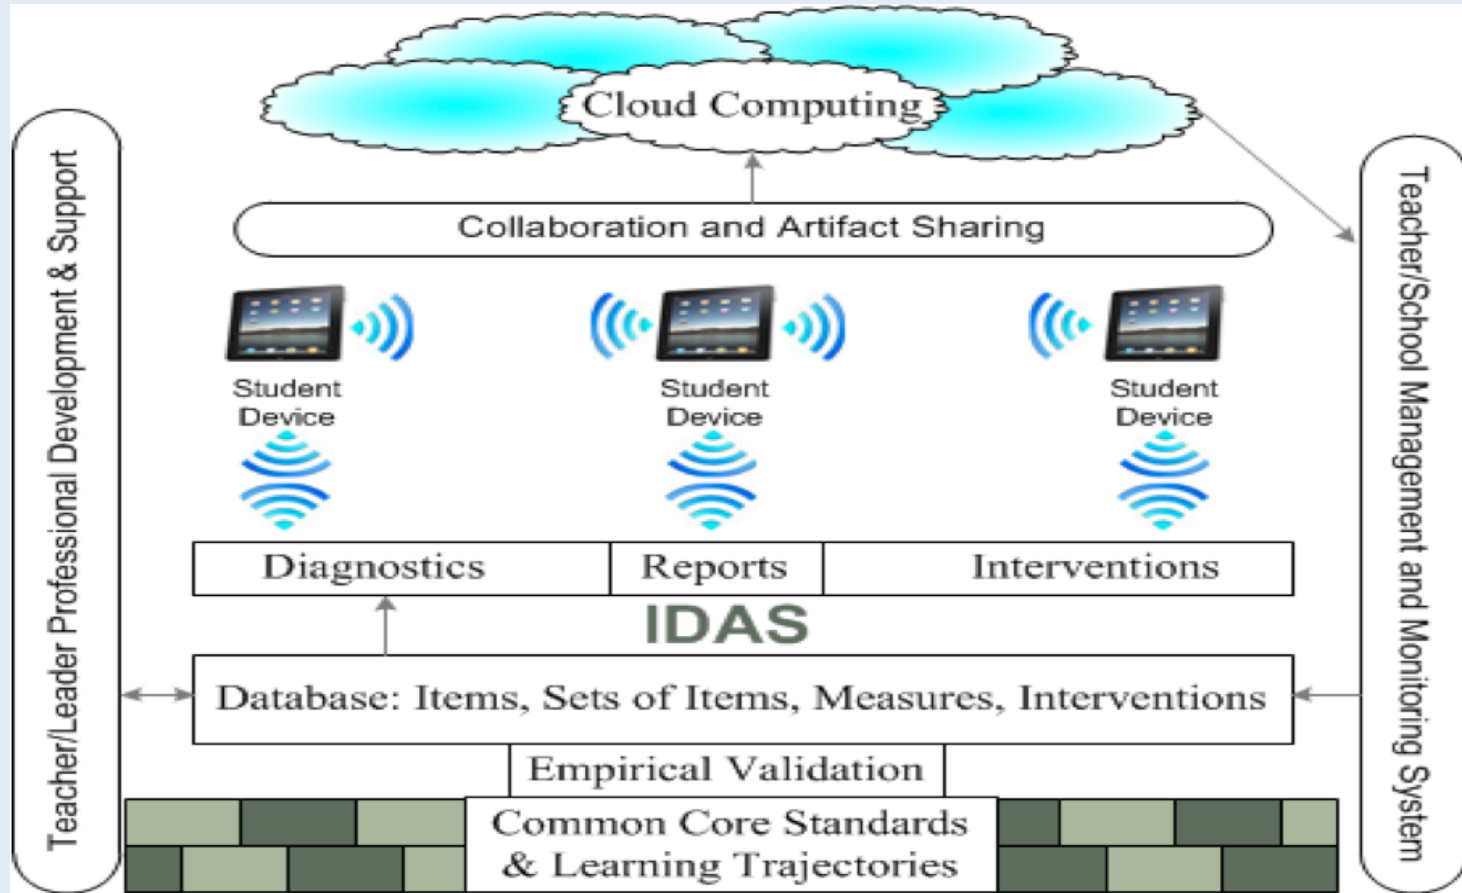 Cloud Computing
Collaboration and Artifact Sharing
Teacher/Leader Professional Development & Support
Teacher/School Management and Monitoring System
Student
Device
Student
Device
Student
Device
Diagnostics
Reports
Interventions
IDAS
Database: Items, Sets of Items, Measures, Interventions
Empirical Validation
Common Core Standards
& Learning Trajectories